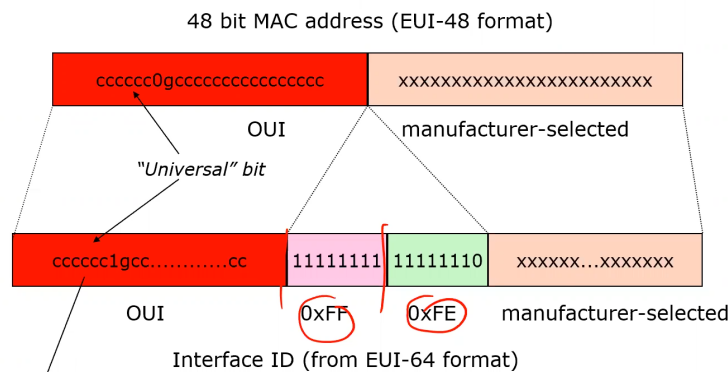 48 bit MAC address (EUI-48 format)
cccccc0gcccccccccccccccc xxxxxxxxxxxxxxxxxxxxxxxx
OUI manufacturer-selected
“Universal” bit
cccccc1gcc............cc 11111111 11111110 xxxxxx...xxxxxxx
OUI 0xFF 0xFE manufacturer-selected
Interface ID (from EUI-64 format)